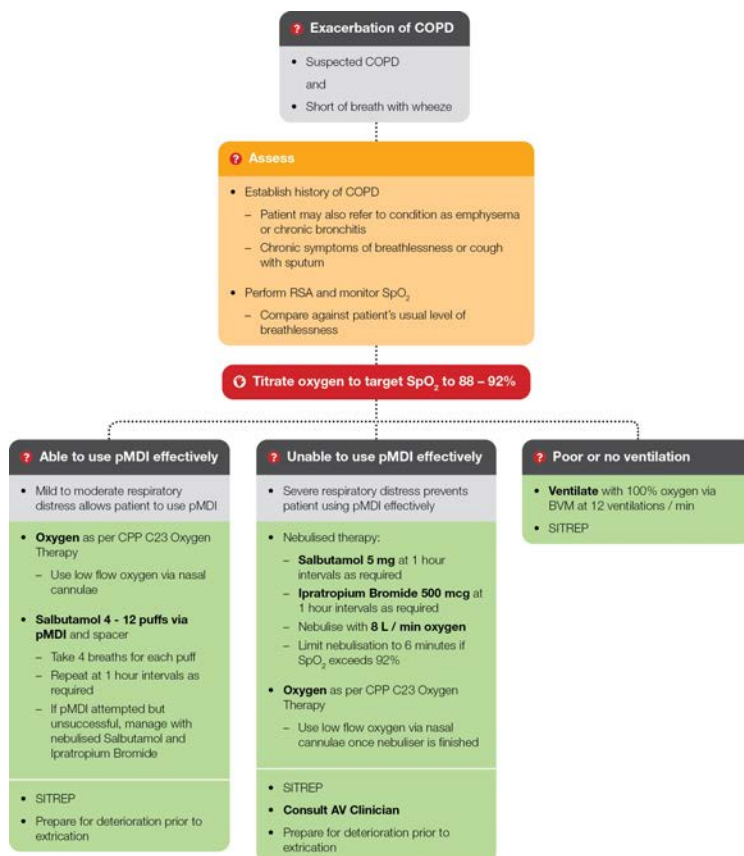 Exacerbation of COPD
• Suspected COPD
and
• Short of breath with wheeze
Assess
• Establish history of COPD
– Patient may also refer to condition as emphysema
or chronic bronchitis
– Chronic symptoms of breathlessness or cough
with sputum
• Perform RSA and monitor SpO₂
– Compare against patient's usual level of
breathlessness
Titrate oxygen to target SpO₂ to 88 – 92%
Able to use pMDI effectively
• Mild to moderate respiratory
distress allows patient to use pMDI
• Oxygen as per CPP C23 Oxygen
Therapy
– Use low flow oxygen via nasal
cannulae
• Salbutamol 4 - 12 puffs via
pMDI and spacer
– Take 4 breaths for each puff
– Repeat at 1 hour intervals as
required
– If pMDI attempted but
unsuccessful, manage with
nebulised Salbutamol and
Ipratropium Bromide
• SITREP
• Prepare for deterioration prior to
extrication
Unable to use pMDI effectively
• Severe respiratory distress prevents
patient using pMDI effectively
• Nebulised therapy:
– Salbutamol 5 mg at 1 hour
intervals as required
– Ipratropium Bromide 500 mcg at
1 hour intervals as required
– Nebulise with 8 L / min oxygen
– Limit nebulisation to 6 minutes if
SpO₂ exceeds 92%
• Oxygen as per CPP C23 Oxygen
Therapy
– Use low flow oxygen via nasal
cannulae once nebuliser is finished
• SITREP
• Consult AV Clinician
• Prepare for deterioration prior to
extrication
Poor or no ventilation
• Ventilate with 100% oxygen via
BVM at 12 ventilations / min
• SITREP